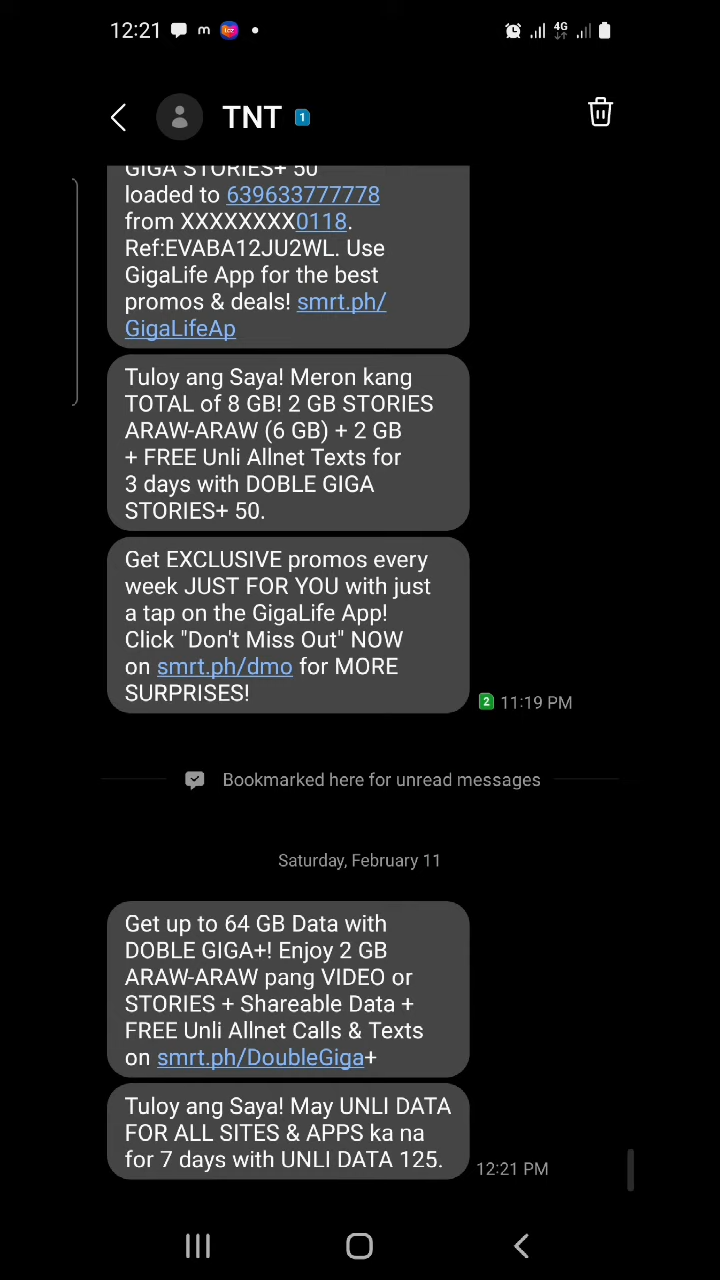 12:21
4G
TNT 1
GIGA STORIES+ 50
loaded to 639633777778
from XXXXXXXX0118.
Ref:EVABA12JU2WL. Use
GigaLife App for the best
promos & deals! smrt.ph/
GigaLifeAp
Tuloy ang Saya! Meron kang
TOTAL of 8 GB! 2 GB STORIES
ARAW-ARAW (6 GB) + 2 GB
+ FREE Unli Allnet Texts for
3 days with DOBLE GIGA
STORIES+ 50.
Get EXCLUSIVE promos every
week JUST FOR YOU with just
a tap on the GigaLife App!
Click "Don't Miss Out" NOW
on smrt.ph/dmo for MORE
SURPRISES!
2 11:19 PM
Bookmarked here for unread messages
Saturday, February 11
Get up to 64 GB Data with
DOBLE GIGA+! Enjoy 2 GB
ARAW-ARAW pang VIDEO or
STORIES + Shareable Data +
FREE Unli Allnet Calls & Texts
on smrt.ph/DoubleGiga+
Tuloy ang Saya! May UNLI DATA
FOR ALL SITES & APPS ka na
for 7 days with UNLI DATA 125.
12:21 PM